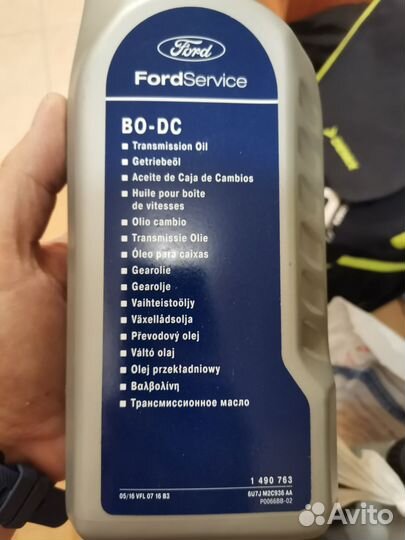 Ford
FordService
BO-DC
▪ Transmission Oil
▪ Getriebeöl
▪ Aceite de Caja de Cambios
▪ Huile pour boîte
de vitesses
▪ Olio cambio
▪ Transmissie Olie
▪ Óleo para caixas
▪ Gearolie
▪ Gearolje
▪ Vaihteistoöljy
▪ Växellådsolja
▪ Převodový olej
▪ Váltó olaj
▪ Olej przekładniowy
▪ Βαλβολίνη
▪ Трансмиссионное масло
1 490 763
05/16 VFL 07 16 B3
6U7J M2C936 AA
P0066BB-02
Avito